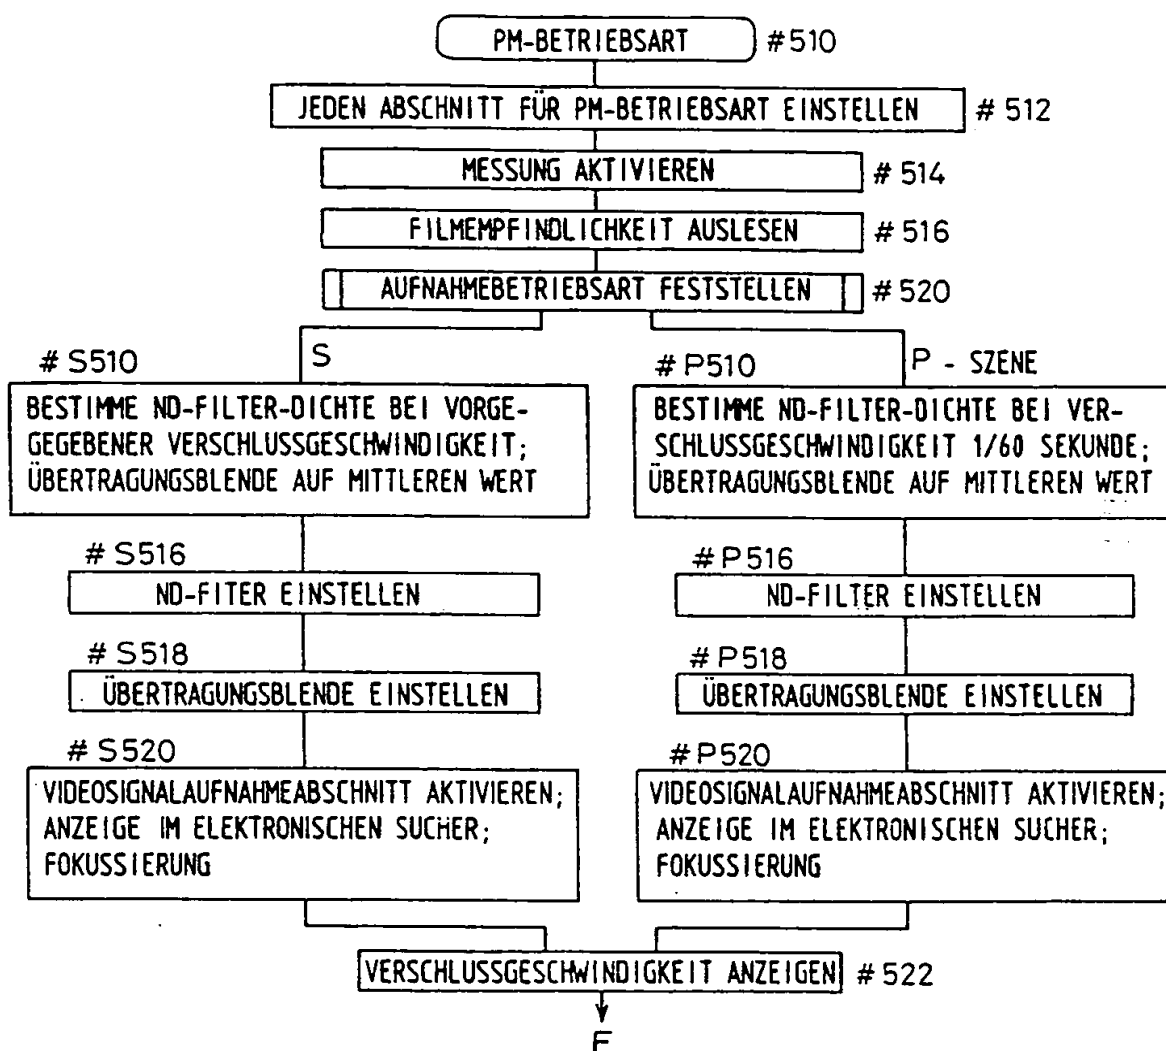 PM-BETRIEBSART #510
JEDEN ABSCHNITT FÜR PM-BETRIEBSART EINSTELLEN #512
MESSUNG AKTIVIEREN #514
FILMEMPFINDLICHKEIT AUSLESEN #516
AUFNAHMEBETRIEBSART FESTSTELLEN #520
S
P - SZENE
#S510
BESTIMME ND-FILTER-DICHTE BEI VORGE-
GEGEBENER VERSCHLUSSGESCHWINDIGKEIT;
ÜBERTRAGUNGSBLENDE AUF MITTLEREN WERT
#P510
BESTIMME ND-FILTER-DICHTE BEI VER-
SCHLUSSGESCHWINDIGKEIT 1/60 SEKUNDE;
ÜBERTRAGUNGSBLENDE AUF MITTLEREN WERT
#S516
ND-FITER EINSTELLEN
#P516
ND-FILTER EINSTELLEN
#S518
ÜBERTRAGUNGSBLENDE EINSTELLEN
#P518
ÜBERTRAGUNGSBLENDE EINSTELLEN
#S520
VIDEOSIGNALAUFNAHMEABSCHNITT AKTIVIEREN;
ANZEIGE IM ELEKTRONISCHEN SUCHER;
FOKUSSIERUNG
#P520
VIDEOSIGNALAUFNAHMEABSCHNITT AKTIVIEREN;
ANZEIGE IM ELEKTRONISCHEN SUCHER;
FOKUSSIERUNG
VERSCHLUSSGESCHWINDIGKEIT ANZEIGEN #522